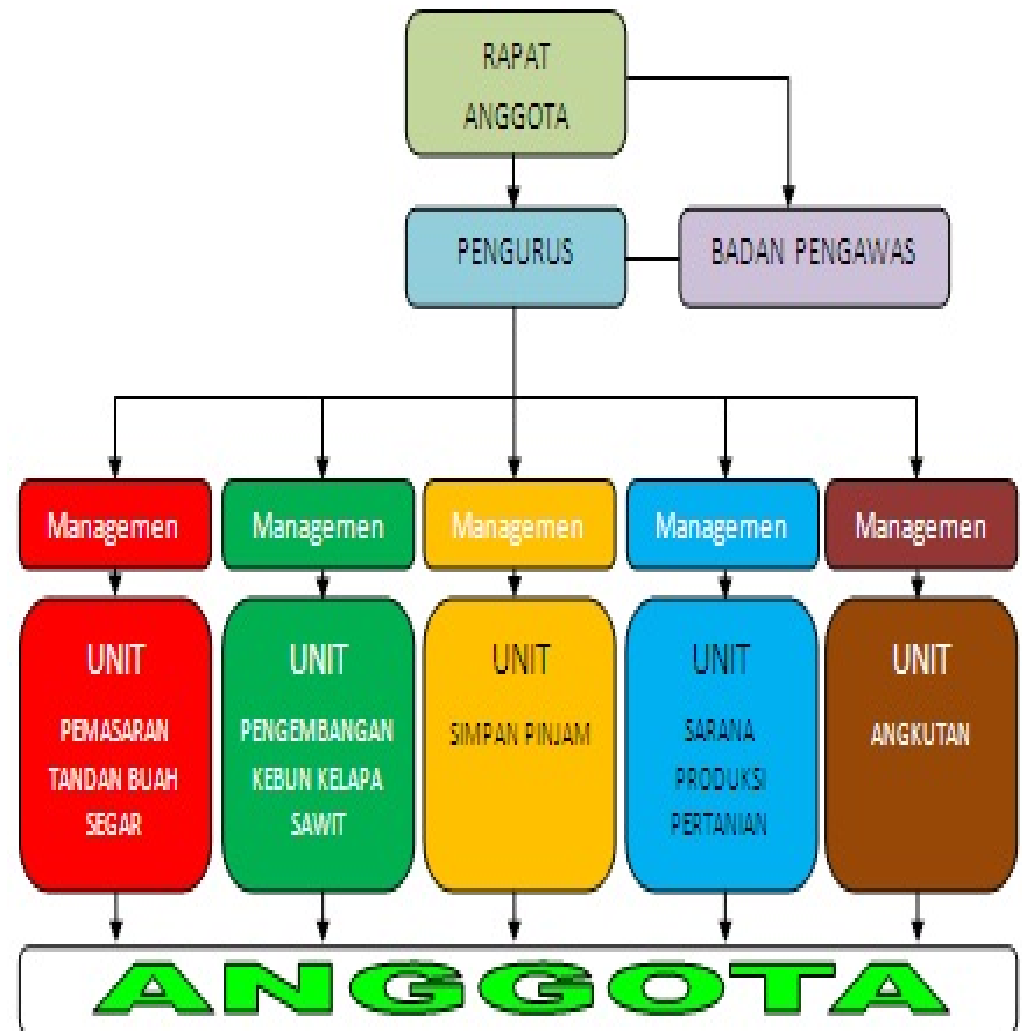 RAPAT
ANGGOTA
PENGURUS
BADAN PENGAWAS
Managemen
Managemen
Managemen
Managemen
Managemen
UNIT
PEMASARAN
TANDAN BUAH
SEGAR
UNIT
PENGEMBANGAN
KEBUN KELAPA
SAWIT
UNIT
SIMPAN PINJAM
UNIT
SARANA
PRODUKSI
PERTANIAN
UNIT
ANGKUTAN
ANGGOTA